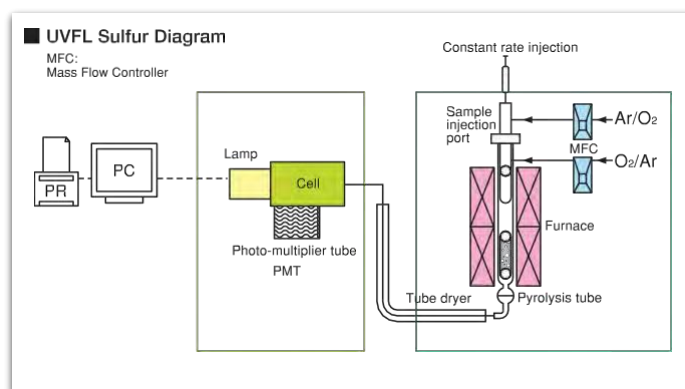 UVFL Sulfur Diagram
MFC:
Mass Flow Controller
Constant rate injection
Sample
injection
port
Ar/O₂
MFC
O₂/Ar
PR
PC
Lamp
Cell
Furnace
Photo-multiplier tube
PMT
Tube dryer
Pyrolysis tube